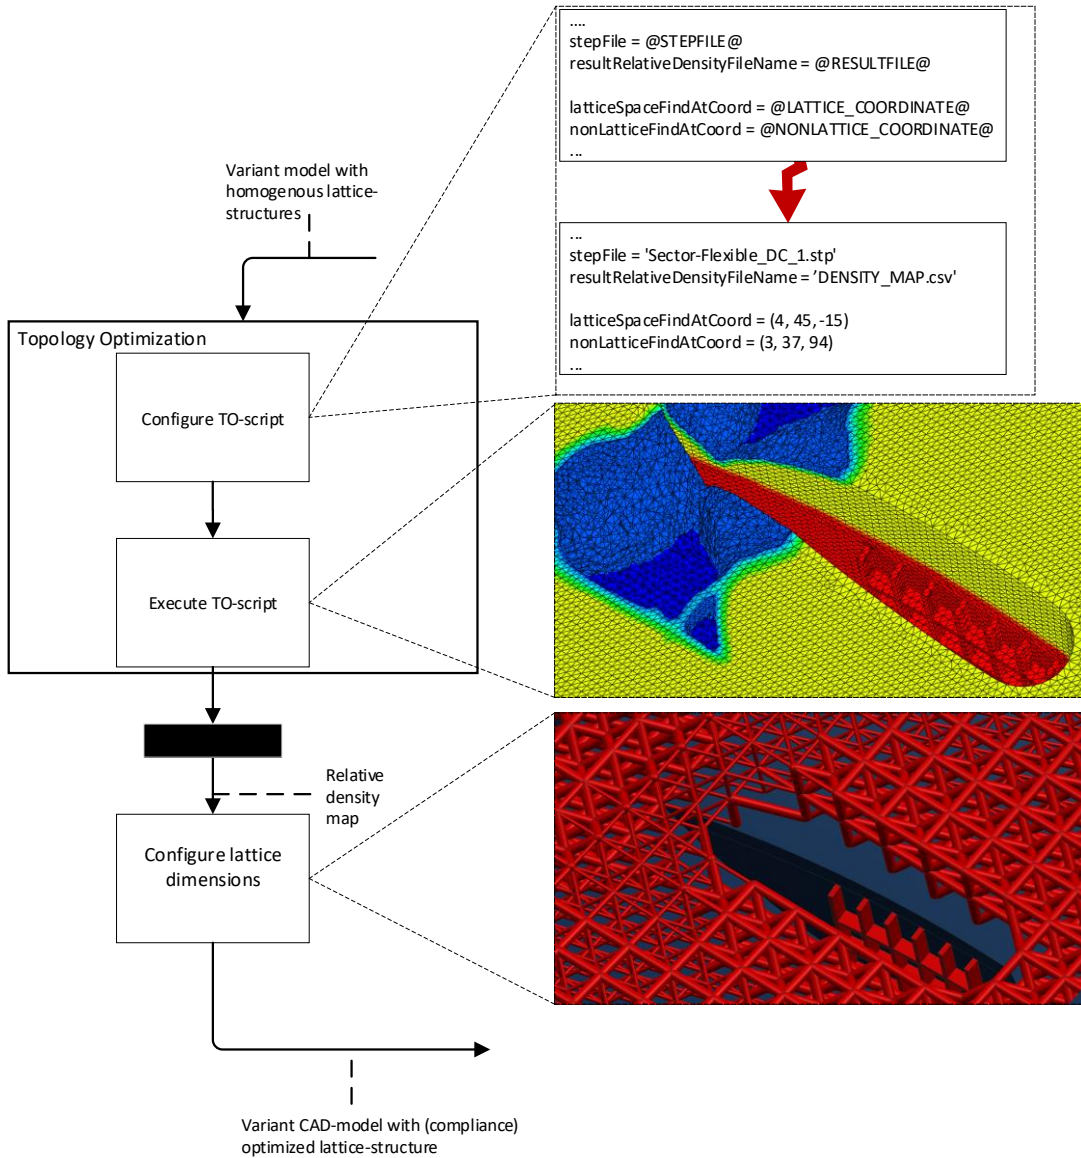 ....
stepFile = @STEPFILE@
resultRelativeDensityFileName = @RESULTFILE@
latticeSpaceFindAtCoord = @LATTICE_COORDINATE@
nonLatticeFindAtCoord = @NONLATTICE_COORDINATE@
...
Variant model with
homogenous lattice-
structures
...
stepFile = 'Sector-Flexible_DC_1.stp'
resultRelativeDensityFileName = ’DENSITY_MAP.csv'
latticeSpaceFindAtCoord = (4, 45, -15)
nonLatticeFindAtCoord = (3, 37, 94)
...
Topology Optimization
Configure TO-script
Execute TO-script
Relative
density
map
Configure lattice
dimensions
Variant CAD-model with (compliance)
optimized lattice-structure